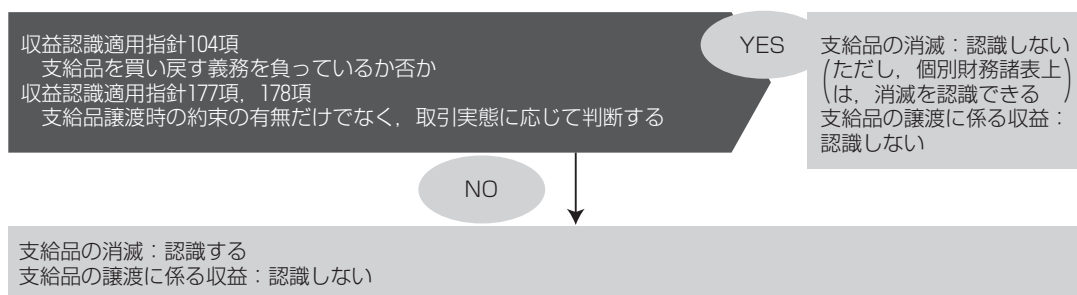 収益認識適用指針104項
支給品を買い戻す義務を負っているか否か
収益認識適用指針177項，178項
支給品譲渡時の約束の有無だけでなく，取引実態に応じて判断する
YES
支給品の消滅：認識しない
(ただし，個別財務諸表上
は，消滅を認識できる)
支給品の譲渡に係る収益：
認識しない
NO
支給品の消滅：認識する
支給品の譲渡に係る収益：認識しない